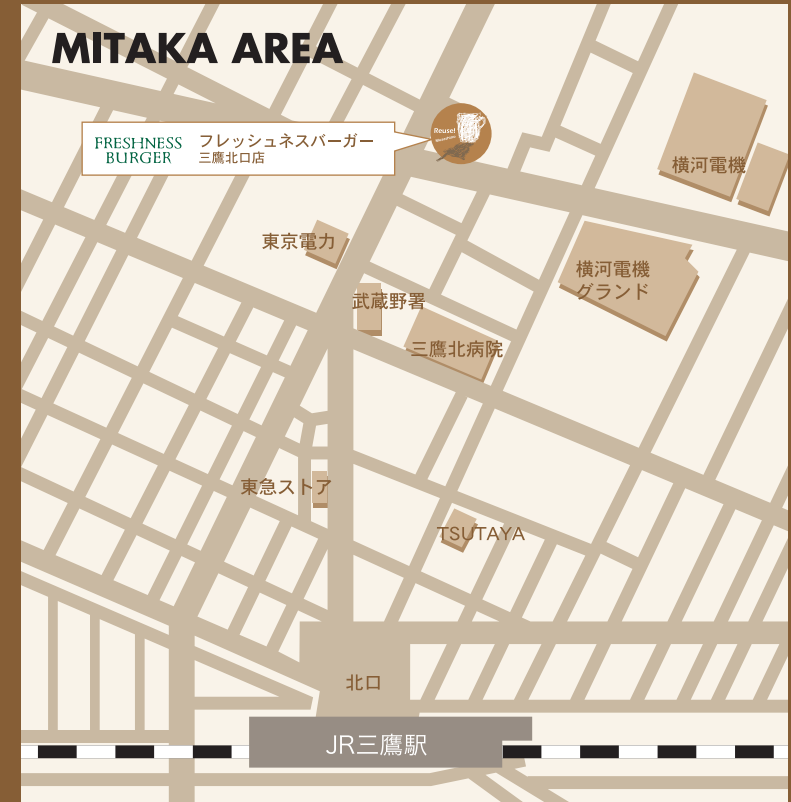 MITAKA AREA
Reuse!
FRESHNESS
BURGER
フレッシュネスバーガー
三鷹北口店
横河電機
東京電力
横河電機
グランド
武蔵野署
三鷹北病院
東急ストア
TSUTAYA
北口
JR三鷹駅